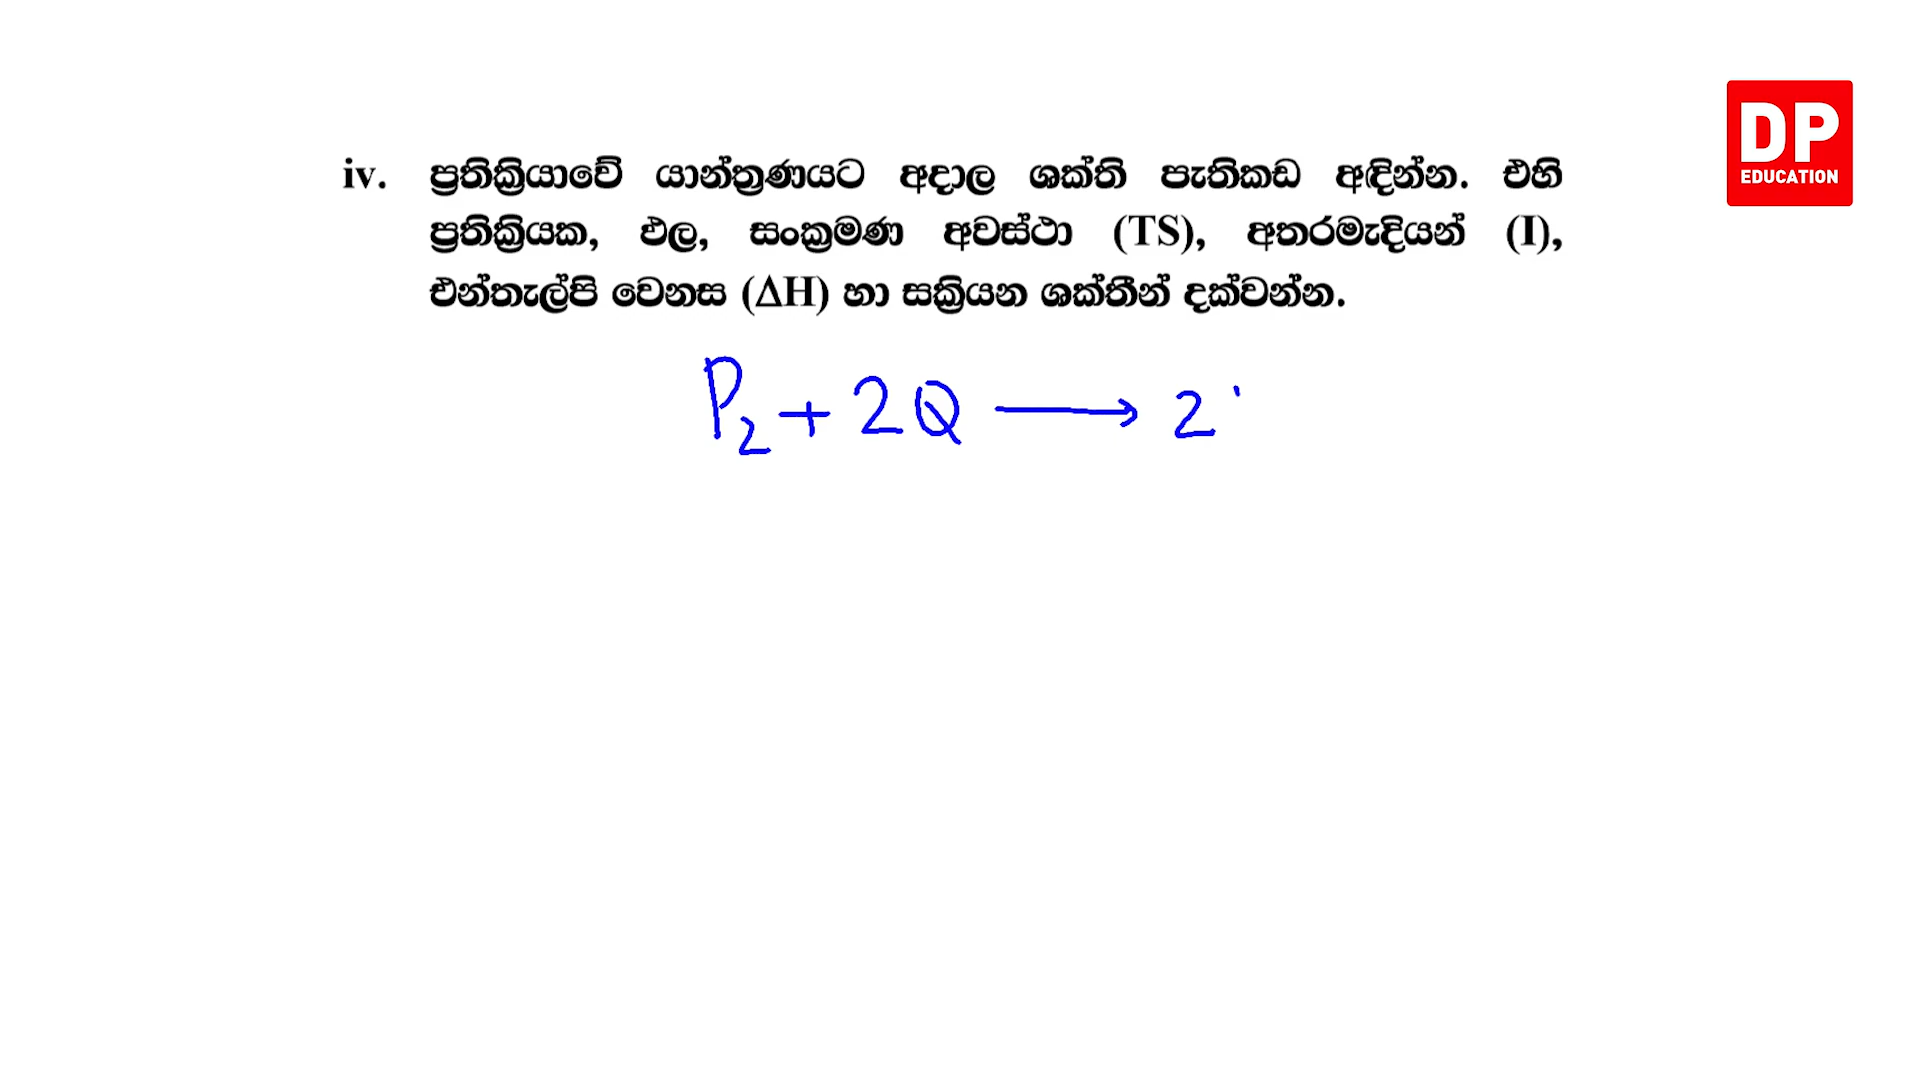 DP
EDUCATION
iv. ප්‍රතික්‍රියාවේ යාන්ත්‍රණයට අදාල ශක්ති පැතිකඩ අඳින්න. එහි
ප්‍රතික්‍රියක, ඵල, සංක්‍රමණ අවස්ථා (TS), අතරමැදියන් (I),
එන්තැල්පි වෙනස (ΔH) හා සක්‍රියන ශක්තීන් දක්වන්න.
P₂ + 2Q → 2